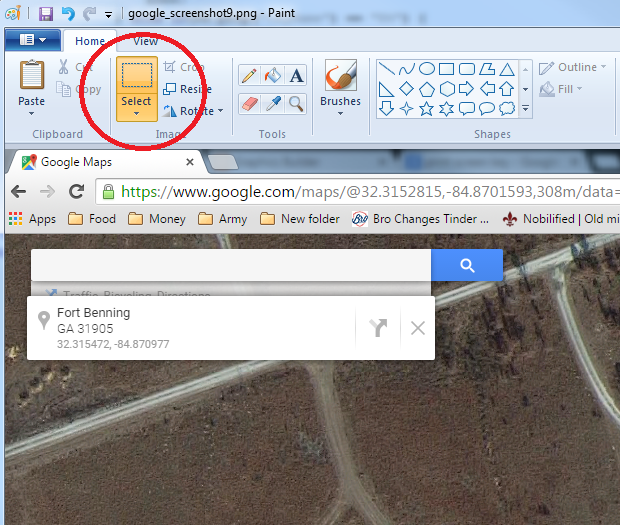 google_screenshot9.png - Paint
Home View
Paste
Cut
Copy
Clipboard
Select
Crop
Resize
Rotate
Image
Tools
Brushes
Shapes
Outline
Fill
Google Maps
https://www.google.com/maps/@32.3152815,-84.8701593,308m/data=
Apps Food Money Army New folder Bro Changes Tinder ... Nobilified | Old mi
Traffic, Bicycling, Directions
Fort Benning
GA 31905
32.315472, -84.870977